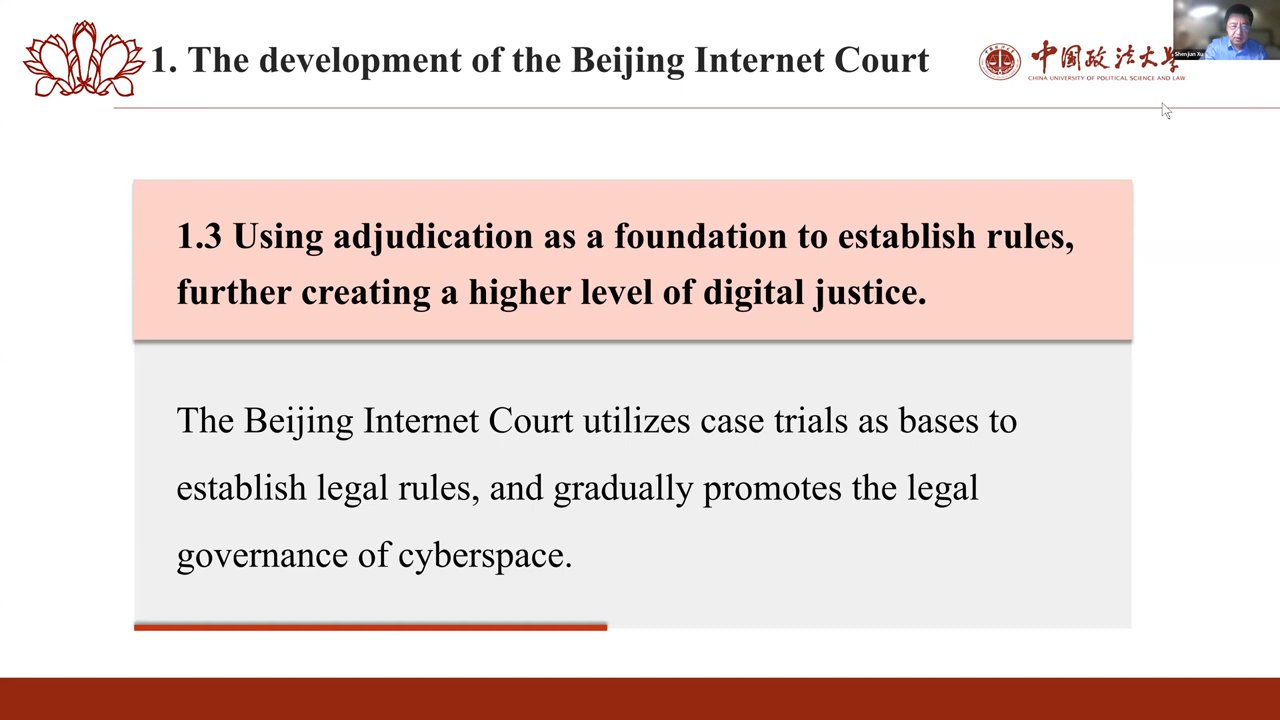 1. The development of the Beijing Internet Court
中国政法大学
CHINA UNIVERSITY OF POLITICAL SCIENCE AND LAW
Shenjian Xu
1.3 Using adjudication as a foundation to establish rules,
further creating a higher level of digital justice.
The Beijing Internet Court utilizes case trials as bases to
establish legal rules, and gradually promotes the legal
governance of cyberspace.